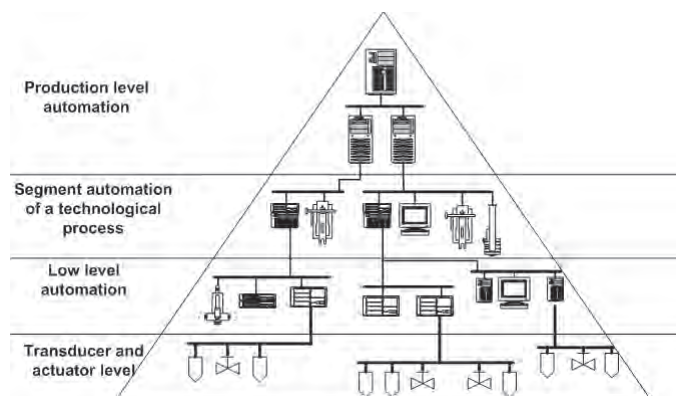 Production level
automation
Segment automation
of a technological
process
Low level
automation
Transducer and
actuator level